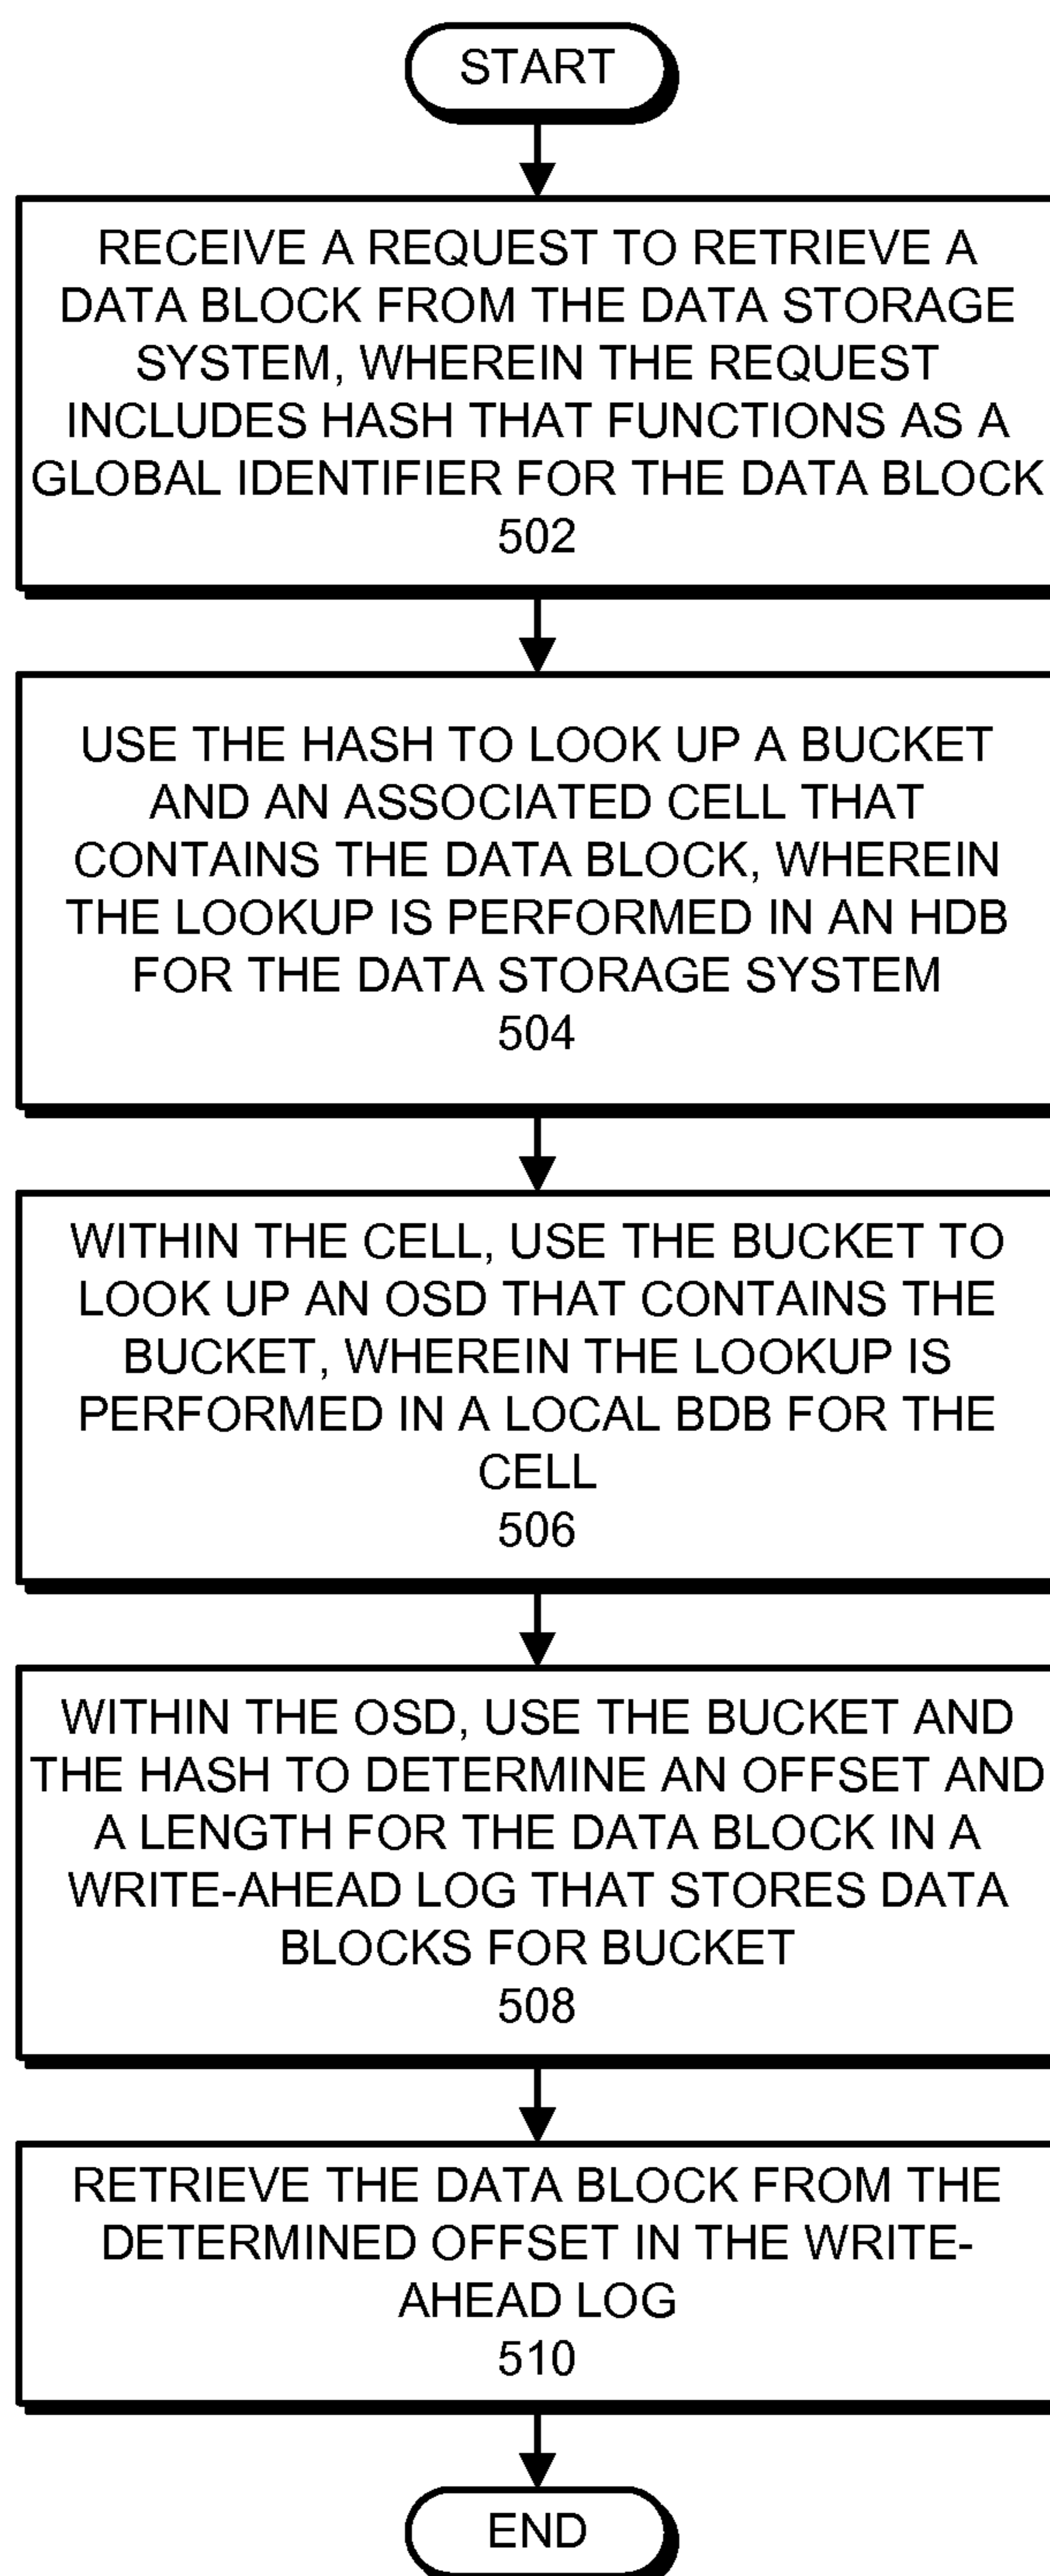 START
RECEIVE A REQUEST TO RETRIEVE A
DATA BLOCK FROM THE DATA STORAGE
SYSTEM, WHEREIN THE REQUEST
INCLUDES HASH THAT FUNCTIONS AS A
GLOBAL IDENTIFIER FOR THE DATA BLOCK
502
USE THE HASH TO LOOK UP A BUCKET
AND AN ASSOCIATED CELL THAT
CONTAINS THE DATA BLOCK, WHEREIN
THE LOOKUP IS PERFORMED IN AN HDB
FOR THE DATA STORAGE SYSTEM
504
WITHIN THE CELL, USE THE BUCKET TO
LOOK UP AN OSD THAT CONTAINS THE
BUCKET, WHEREIN THE LOOKUP IS
PERFORMED IN A LOCAL BDB FOR THE
CELL
506
WITHIN THE OSD, USE THE BUCKET AND
THE HASH TO DETERMINE AN OFFSET AND
A LENGTH FOR THE DATA BLOCK IN A
WRITE-AHEAD LOG THAT STORES DATA
BLOCKS FOR BUCKET
508
RETRIEVE THE DATA BLOCK FROM THE
DETERMINED OFFSET IN THE WRITE-
AHEAD LOG
510
END